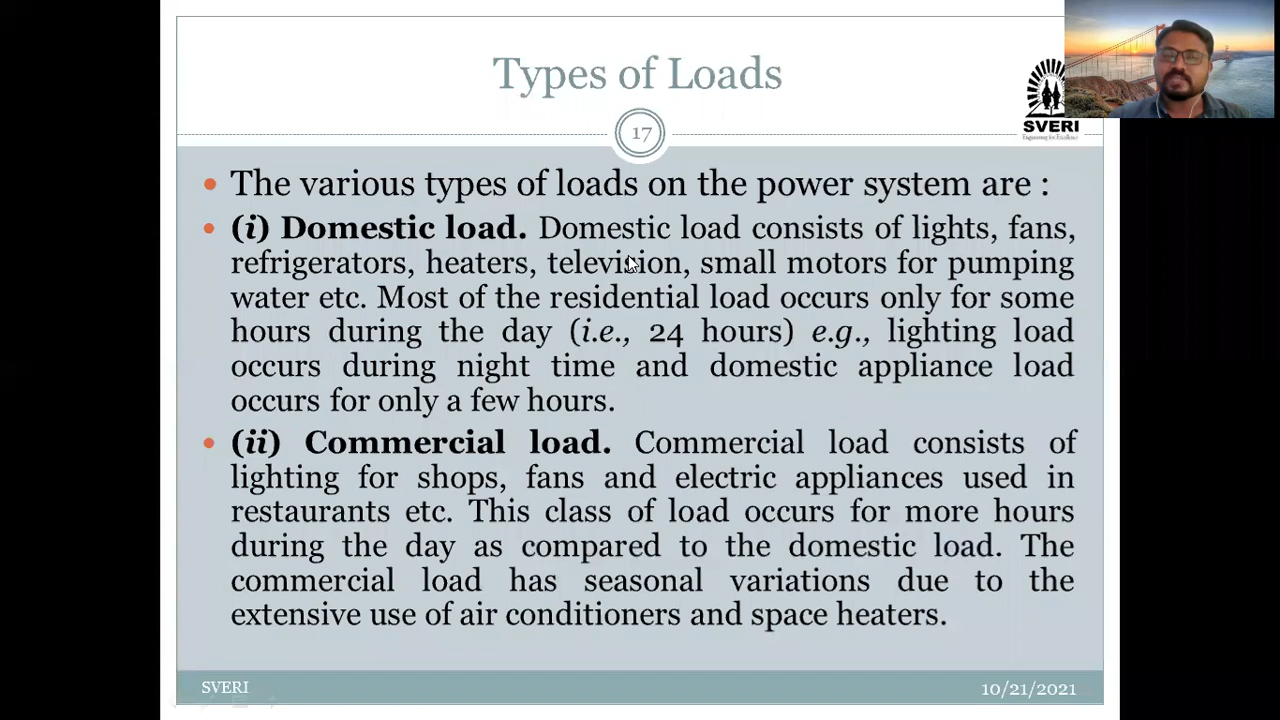 Types of Loads
17
SVERI
Engineering for Excellence
• The various types of loads on the power system are :
• (i) Domestic load. Domestic load consists of lights, fans,
refrigerators, heaters, television, small motors for pumping
water etc. Most of the residential load occurs only for some
hours during the day (i.e., 24 hours) e.g., lighting load
occurs during night time and domestic appliance load
occurs for only a few hours.
• (ii) Commercial load. Commercial load consists of
lighting for shops, fans and electric appliances used in
restaurants etc. This class of load occurs for more hours
during the day as compared to the domestic load. The
commercial load has seasonal variations due to the
extensive use of air conditioners and space heaters.
SVERI
10/21/2021